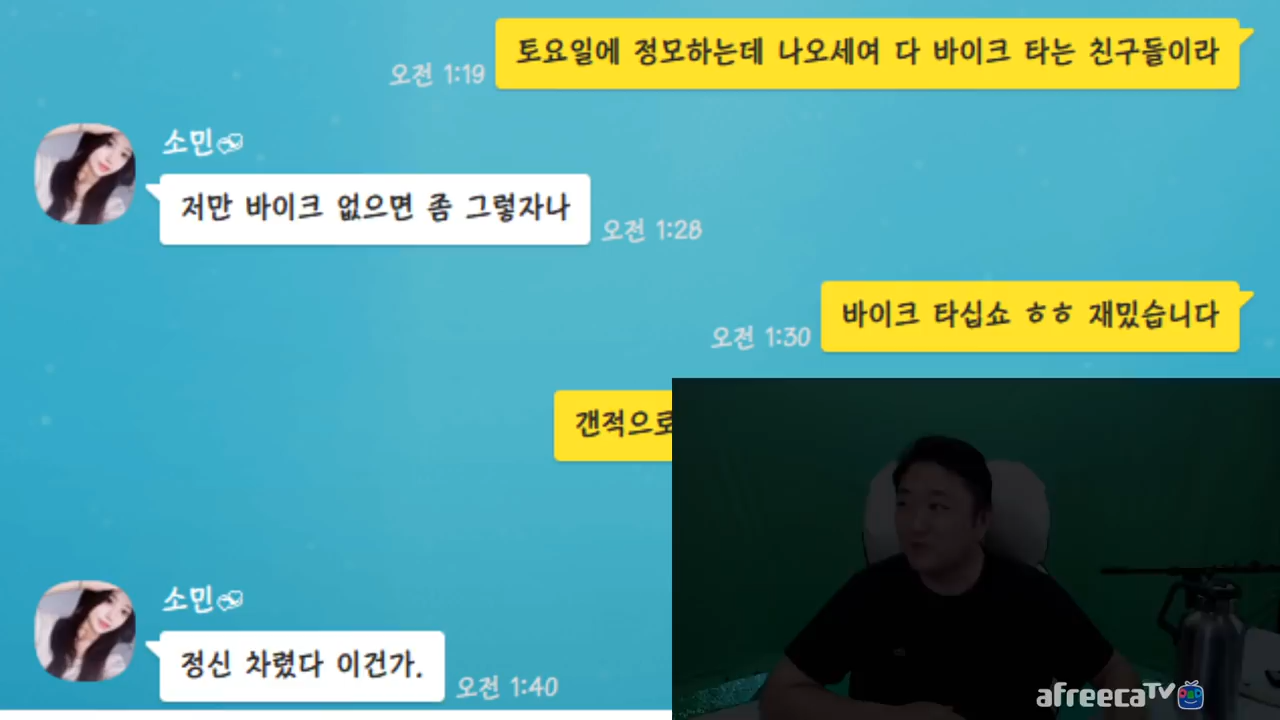 토요일에 정모하는데 나오세여 다 바이크 타는 친구들이라
오전 1:19
소민
저만 바이크 없으면 좀 그렇자나
오전 1:28
바이크 타십쇼 ㅎㅎ 재밌습니다
오전 1:30
갠적으로
소민
정신 차렸다 이건가.
오전 1:40
afreecaTV